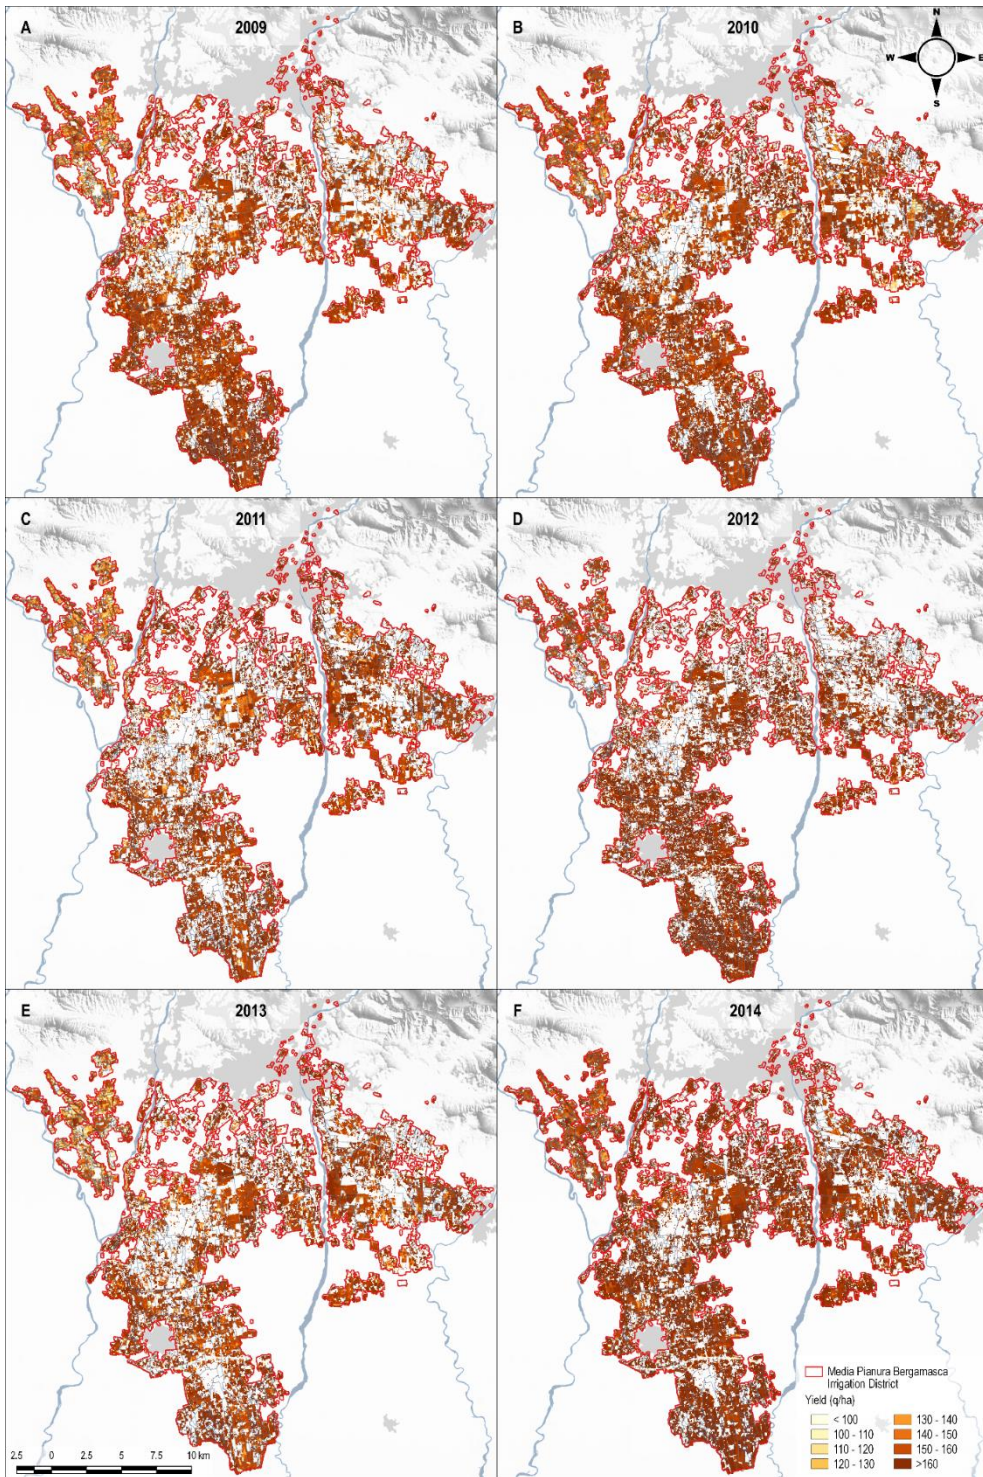 A 2009
B 2010
N
W E
S
C 2011
D 2012
E 2013
F 2014
Media Pianura Bergamasca
Irrigation District
Yield (q/ha)
< 100 130 - 140
100 - 110 140 - 150
110 - 120 150 - 160
120 - 130 >160
2.5 0 2.5 5 7.5 10 km